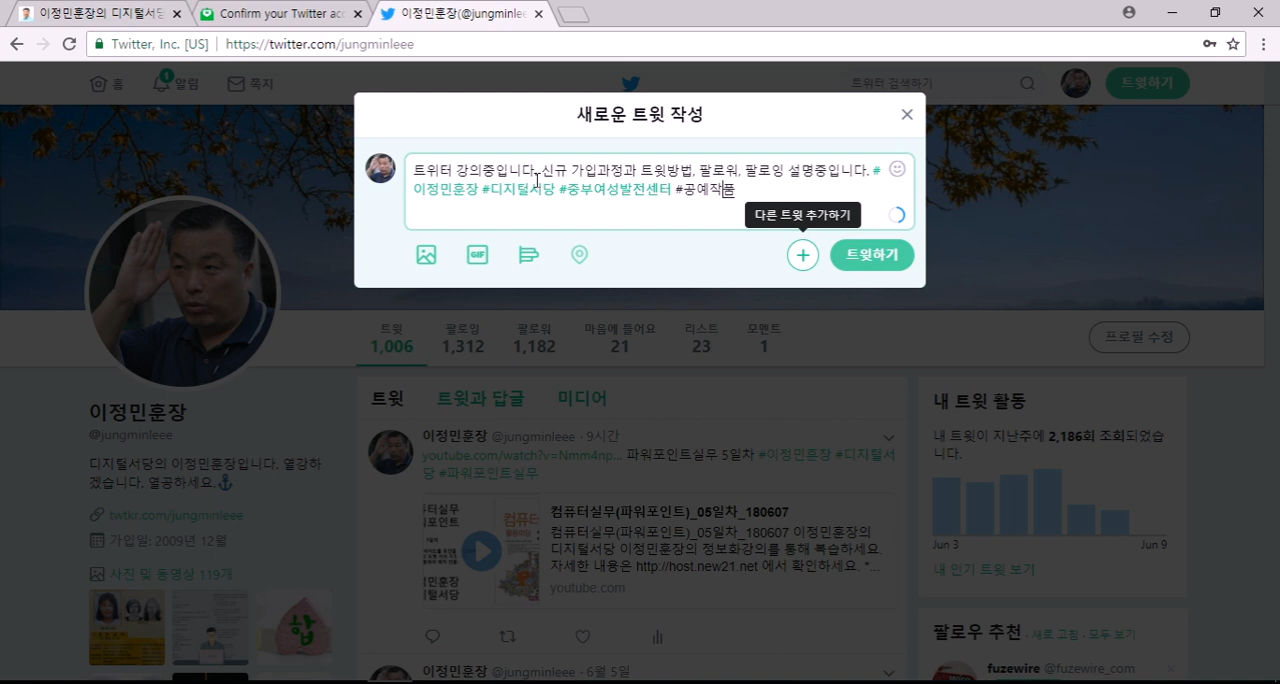 이정민훈장의 디지털서당
Confirm your Twitter acc
이정민훈장(@jungminlee
Twitter, Inc. [US] https://twitter.com/jungminleee
홈 1 알림 쪽지 트위터 검색하기 트윗하기
새로운 트윗 작성
트위터 강의중입니다. 신규 가입과정과 트윗방법, 팔로워, 팔로잉 설명중입니다. #
이정민훈장 #디지털서당 #중부여성발전센터 #공예작품
다른 트윗 추가하기
GIF 트윗하기
트윗 팔로잉 팔로워 마음에 들어요 리스트 모멘트
1,006 1,312 1,182 21 23 1
프로필 수정
이정민훈장
@jungminleee
디지털서당의 이정민훈장입니다. 열강하
겠습니다. 열공하세요.
twtkr.com/jungminleee
가입일: 2009년 12월
사진 및 동영상 119개
합
트윗 트윗과 답글 미디어
이정민훈장 @jungminleee · 9시간
youtube.com/watch?v=Nmm4np... 파워포인트실무 5일차 #이정민훈장 #디지털서
당 #파워포인트실무
컴퓨터실무(파워포인트)_05일차_180607
컴퓨터실무(파워포인트)_05일차_180607 이정민훈장의
디지털서당 이정민훈장의 정보화강의를 통해 복습하세요.
자세한 내용은 http://host.new21.net 에서 확인하세요. *...
youtube.com
이정민훈장 @jungminleee · 6월 5일
내 트윗 활동
내 트윗이 지난주에 2,186회 조회되었습
니다.
Jun 3 Jun 9
내 인기 트윗 보기
팔로우 추천 · 새로 고침 · 모두 보기
fuzewire @fuzewire_com